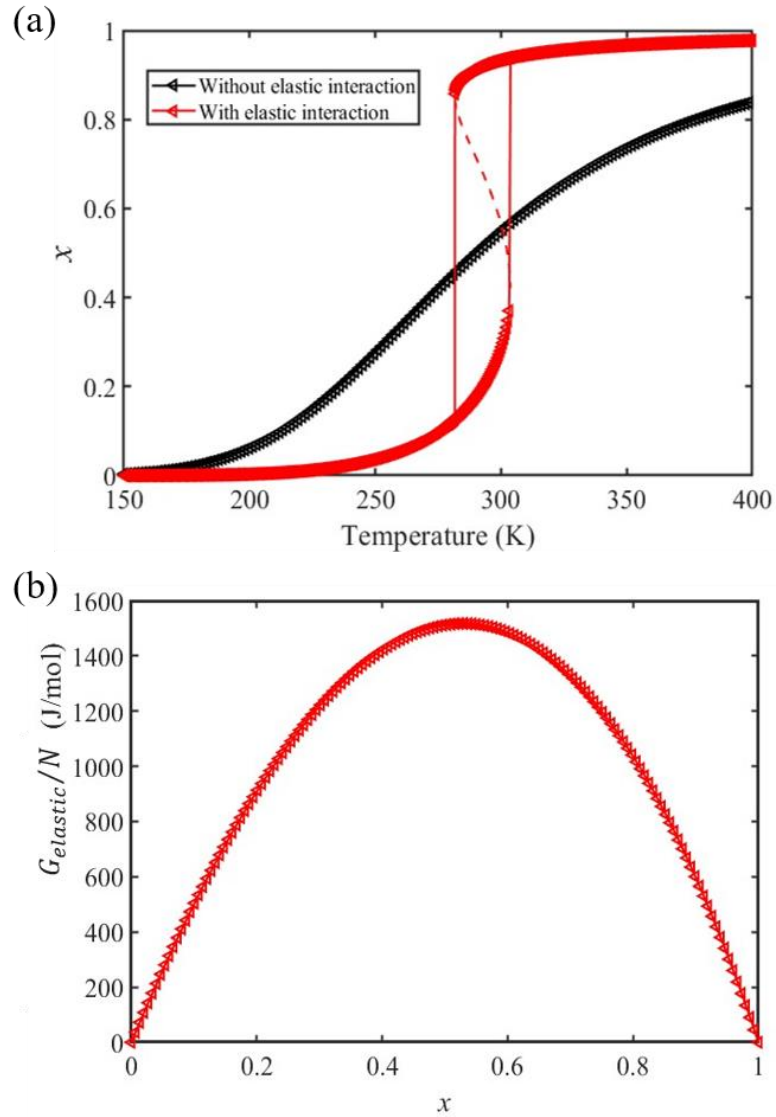 (a)
1
0.8
0.6
0.4
0.2
0
x
Without elastic interaction
With elastic interaction
150 200 250 300 350 400
Temperature (K)
(b)
1600
1400
1200
1000
800
600
400
200
0
G_elastic/N (J/mol)
0 0.2 0.4 0.6 0.8 1
x